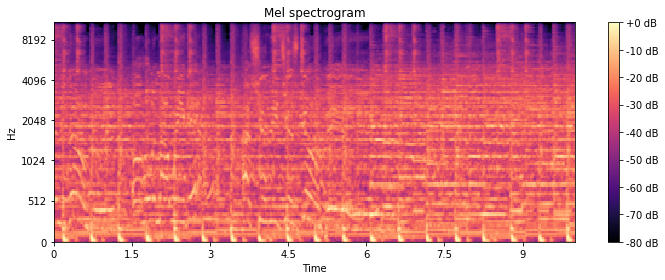 Mel spectrogram
8192
4096
2048
1024
512
0
Hz
0 1.5 3 4.5 6 7.5 9
Time
+0 dB
-10 dB
-20 dB
-30 dB
-40 dB
-50 dB
-60 dB
-70 dB
-80 dB